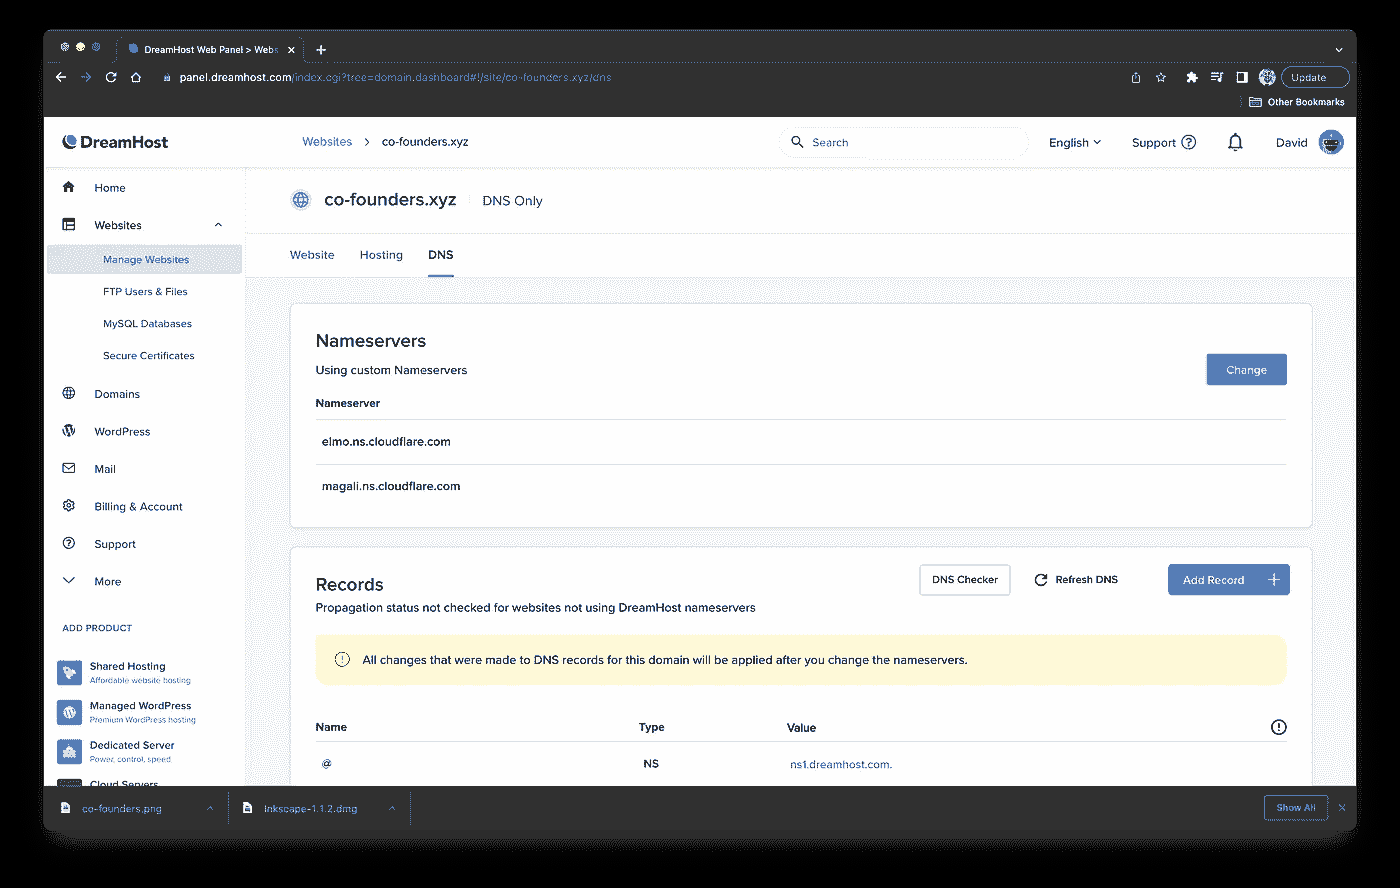 DreamHost Web Panel > Webs
panel.dreamhost.com/index.cgi?tree=domain.dashboard#!/site/co-founders.xyz/dns
Update
Other Bookmarks
DreamHost
Websites > co-founders.xyz
Search
English
Support
David
Home
Websites
Manage Websites
FTP Users & Files
MySQL Databases
Secure Certificates
Domains
WordPress
Mail
Billing & Account
Support
More
ADD PRODUCT
Shared Hosting
Affordable website hosting
Managed WordPress
Premium WordPress hosting
Dedicated Server
Power, control, speed
Cloud Servers
co-founders.xyz DNS Only
Website Hosting DNS
Nameservers
Using custom Nameservers
Change
Nameserver
elmo.ns.cloudflare.com
magali.ns.cloudflare.com
Records
DNS Checker
Refresh DNS
Add Record +
Propagation status not checked for websites not using DreamHost nameservers
All changes that were made to DNS records for this domain will be applied after you change the nameservers.
Name Type Value
@ NS ns1.dreamhost.com.
co-founders.png
Inkscape-1.1.2.dmg
Show All